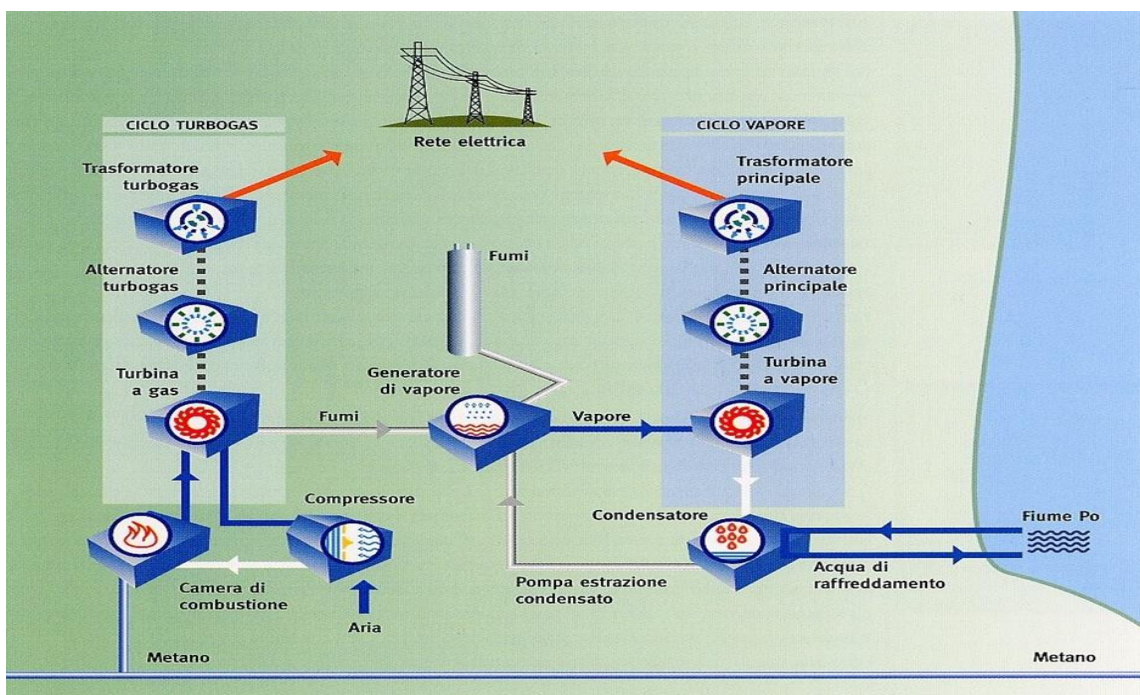 CICLO TURBOGAS
Rete elettrica
CICLO VAPORE
Trasformatore
turbogas
Trasformatore
principale
Alternatore
turbogas
Fumi
Alternatore
principale
Turbina
a gas
Generatore
di vapore
Turbina
a vapore
Fumi
Vapore
Compressore
Condensatore
Fiume Po
Camera di
combustione
Aria
Pompa estrazione
condensato
Acqua di
raffreddamento
Metano
Metano